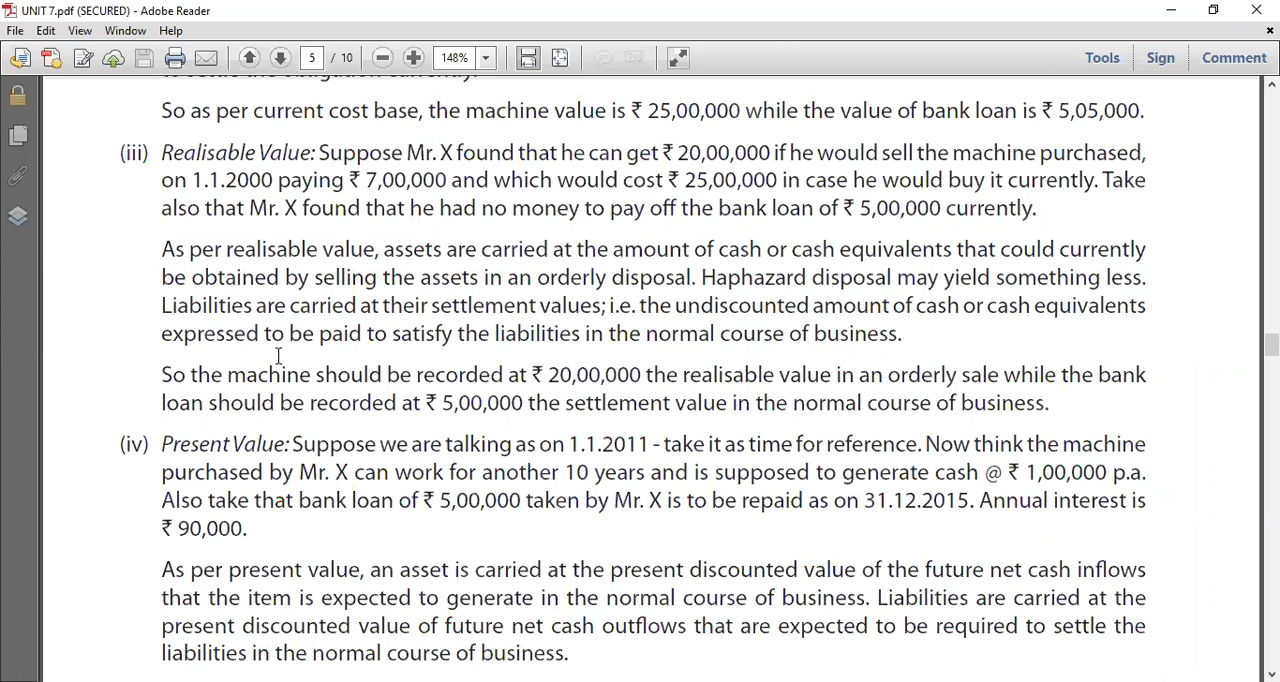 UNIT 7.pdf (SECURED) - Adobe Reader
File Edit View Window Help
5 / 10 148% Tools Sign Comment
So as per current cost base, the machine value is ₹ 25,00,000 while the value of bank loan is ₹ 5,05,000.
(iii) Realisable Value: Suppose Mr. X found that he can get ₹ 20,00,000 if he would sell the machine purchased,
on 1.1.2000 paying ₹ 7,00,000 and which would cost ₹ 25,00,000 in case he would buy it currently. Take
also that Mr. X found that he had no money to pay off the bank loan of ₹ 5,00,000 currently.
As per realisable value, assets are carried at the amount of cash or cash equivalents that could currently
be obtained by selling the assets in an orderly disposal. Haphazard disposal may yield something less.
Liabilities are carried at their settlement values; i.e. the undiscounted amount of cash or cash equivalents
expressed to be paid to satisfy the liabilities in the normal course of business.
So the machine should be recorded at ₹ 20,00,000 the realisable value in an orderly sale while the bank
loan should be recorded at ₹ 5,00,000 the settlement value in the normal course of business.
(iv) Present Value: Suppose we are talking as on 1.1.2011 - take it as time for reference. Now think the machine
purchased by Mr. X can work for another 10 years and is supposed to generate cash @ ₹ 1,00,000 p.a.
Also take that bank loan of ₹ 5,00,000 taken by Mr. X is to be repaid as on 31.12.2015. Annual interest is
₹ 90,000.
As per present value, an asset is carried at the present discounted value of the future net cash inflows
that the item is expected to generate in the normal course of business. Liabilities are carried at the
present discounted value of future net cash outflows that are expected to be required to settle the
liabilities in the normal course of business.